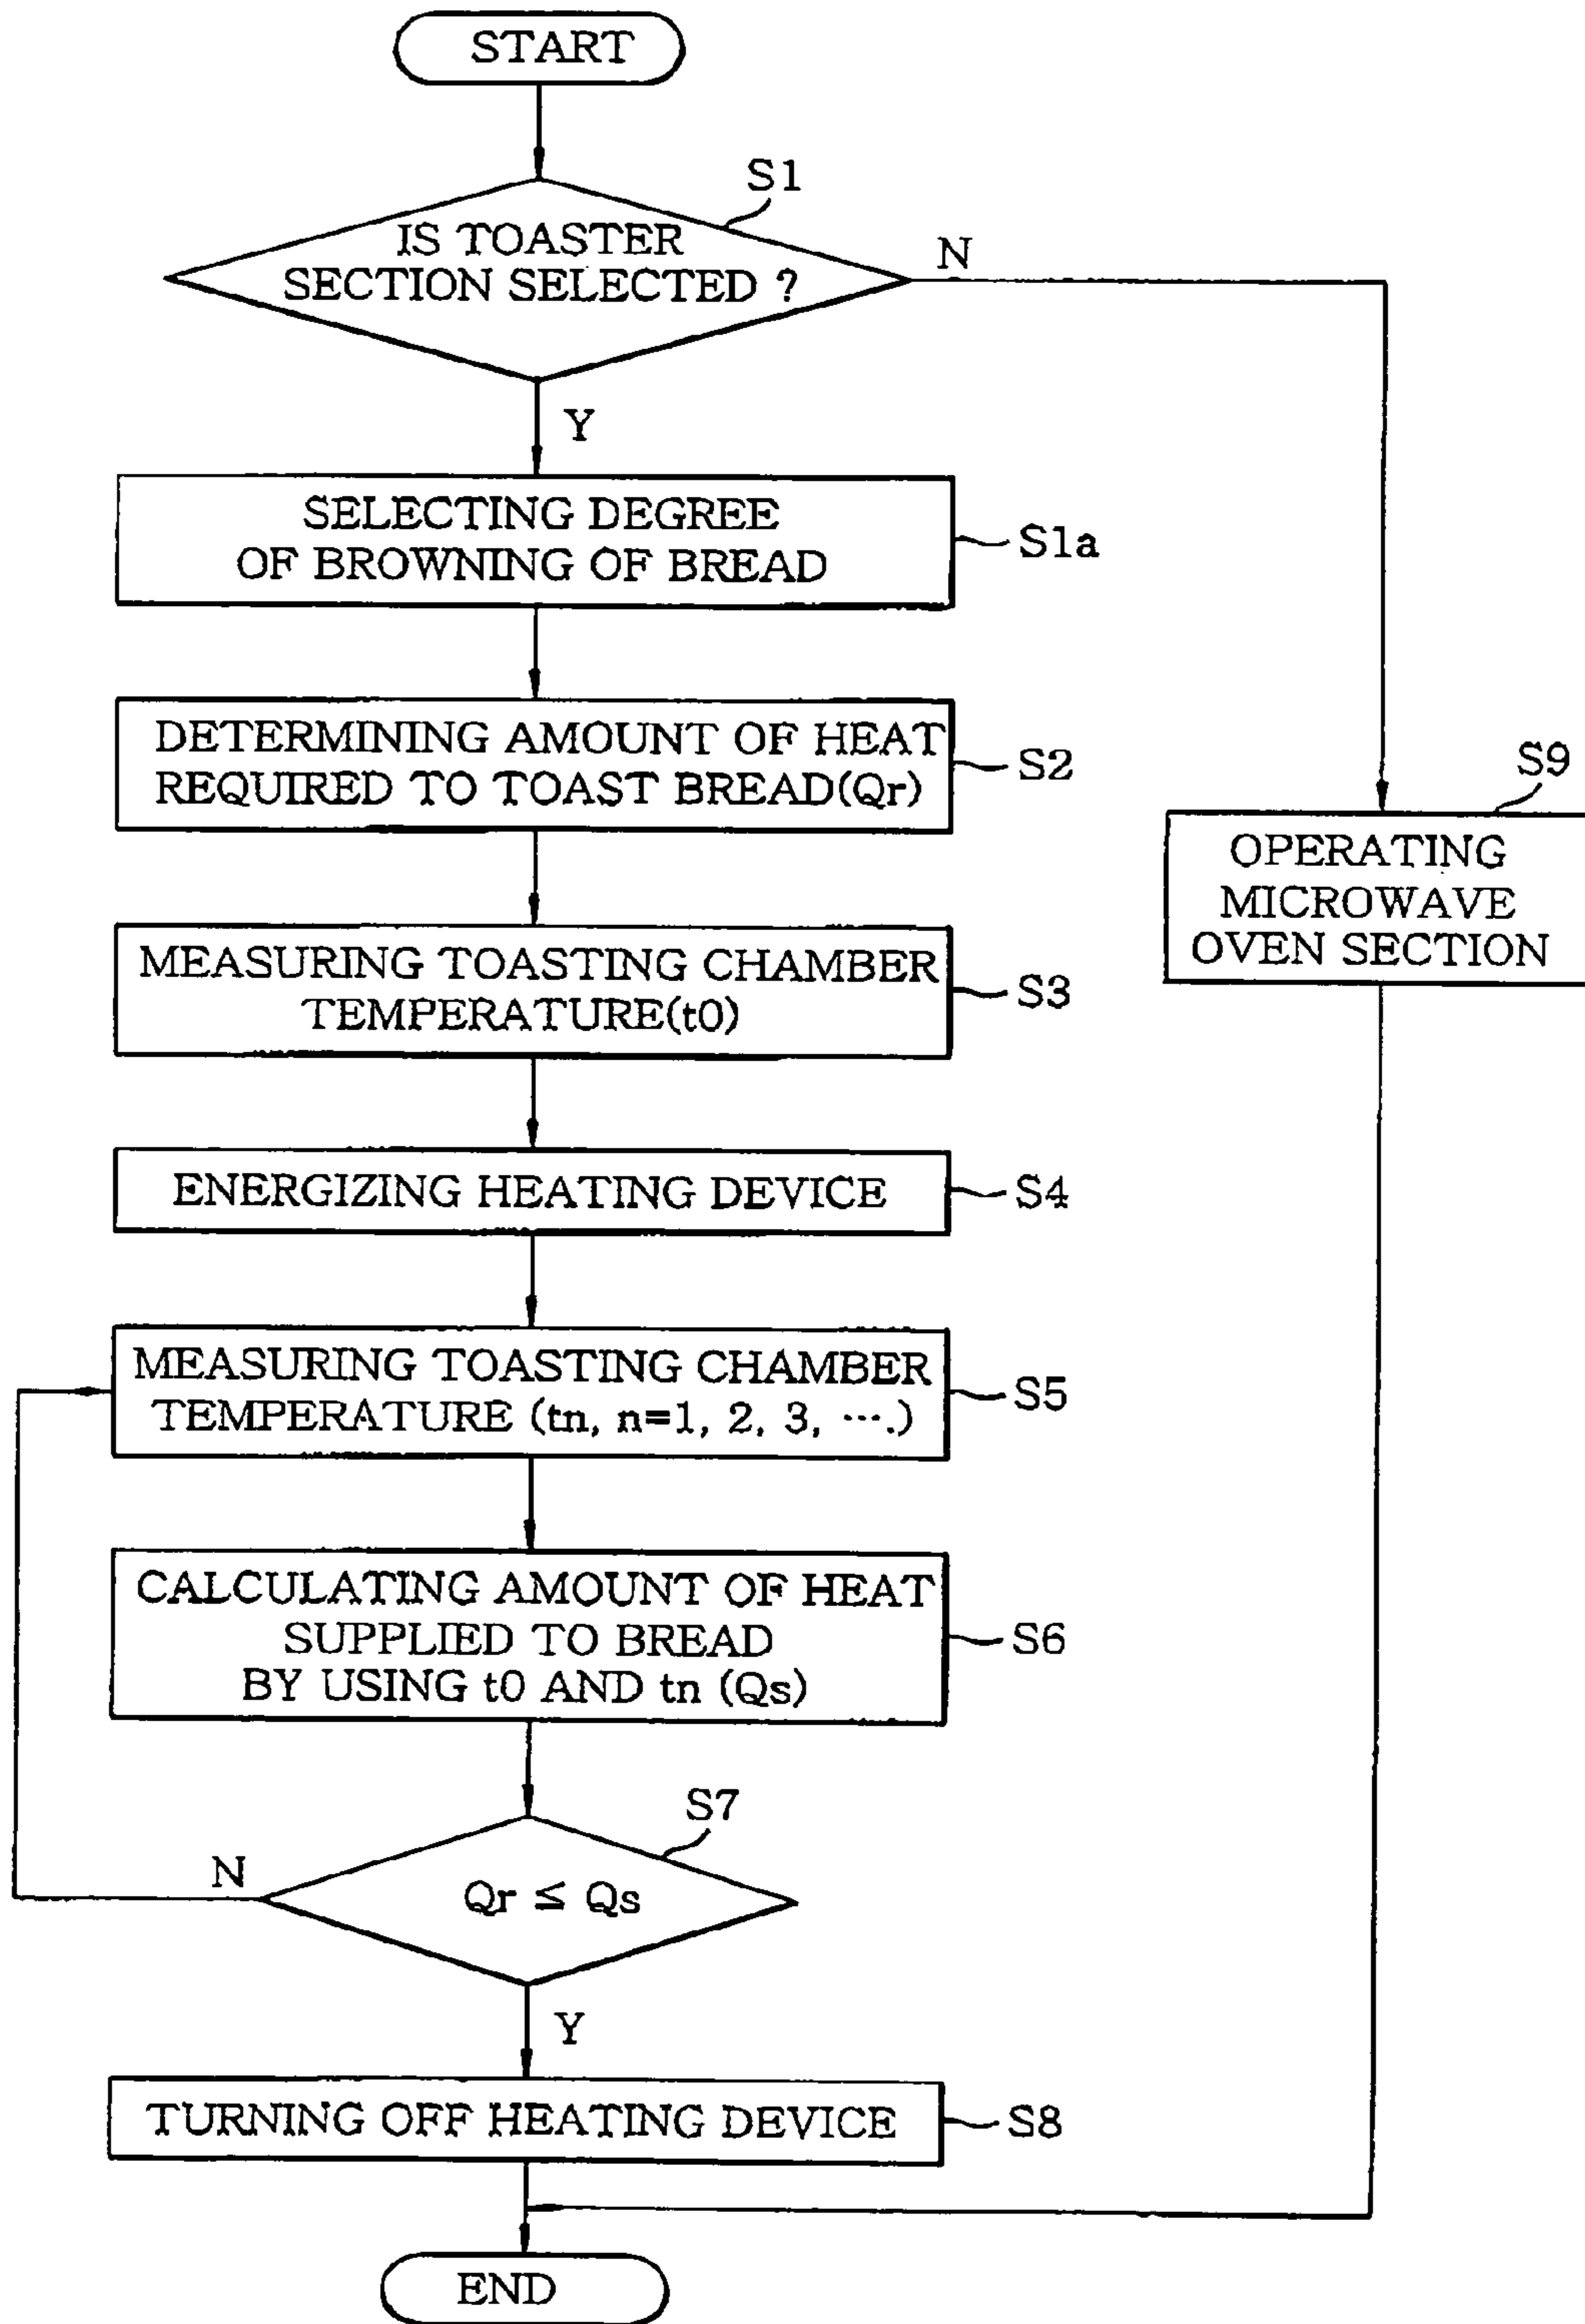 START
S1
IS TOASTER
SECTION SELECTED ?
N
Y
SELECTING DEGREE
OF BROWNING OF BREAD
S1a
DETERMINING AMOUNT OF HEAT
REQUIRED TO TOAST BREAD(Qr)
S2
S9
OPERATING
MICROWAVE
OVEN SECTION
MEASURING TOASTING CHAMBER
TEMPERATURE(t0)
S3
ENERGIZING HEATING DEVICE
S4
MEASURING TOASTING CHAMBER
TEMPERATURE (tn, n=1, 2, 3, ….)
S5
CALCULATING AMOUNT OF HEAT
SUPPLIED TO BREAD
BY USING t0 AND tn (Qs)
S6
S7
N
Qr ≤ Qs
Y
TURNING OFF HEATING DEVICE
S8
END